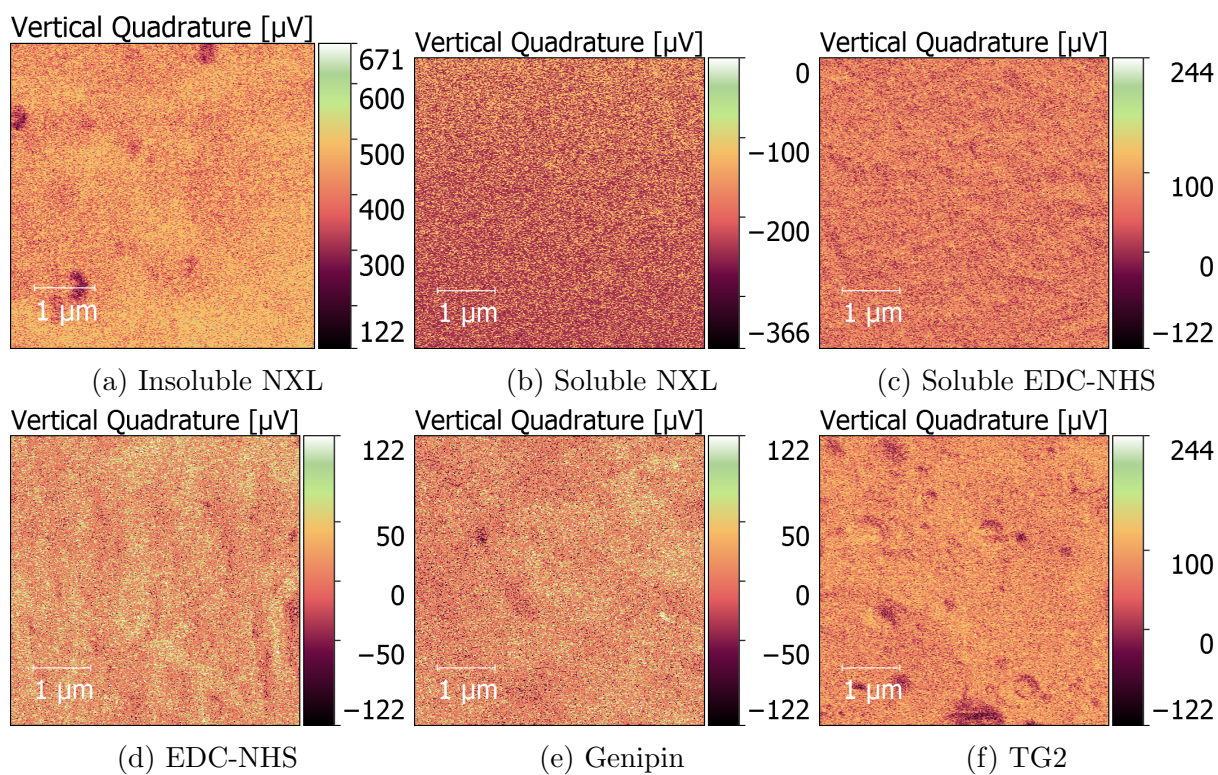 Vertical Quadrature [µV]
671
600
500
400
300
122
1 µm
(a) Insoluble NXL
Vertical Quadrature [µV]
0
−100
−200
−366
1 µm
(b) Soluble NXL
Vertical Quadrature [µV]
244
100
0
−122
1 µm
(c) Soluble EDC-NHS
Vertical Quadrature [µV]
122
50
0
−50
−122
1 µm
(d) EDC-NHS
Vertical Quadrature [µV]
122
50
0
−50
−122
1 µm
(e) Genipin
Vertical Quadrature [µV]
244
100
0
−122
1 µm
(f) TG2